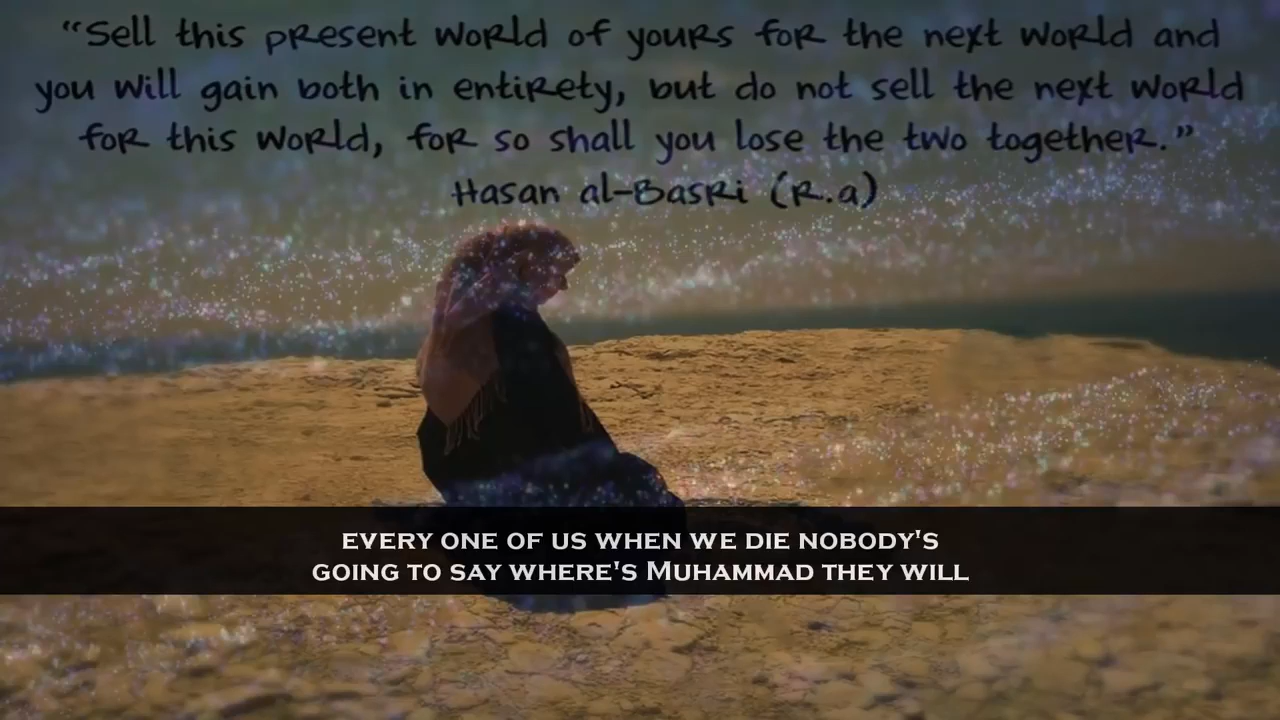 “Sell this present world of yours for the next world and
you will gain both in entirety, but do not sell the next world
for this world, for so shall you lose the two together.”
Hasan al-Basri (R.a)
EVERY ONE OF US WHEN WE DIE NOBODY'S
GOING TO SAY WHERE'S MUHAMMAD THEY WILL